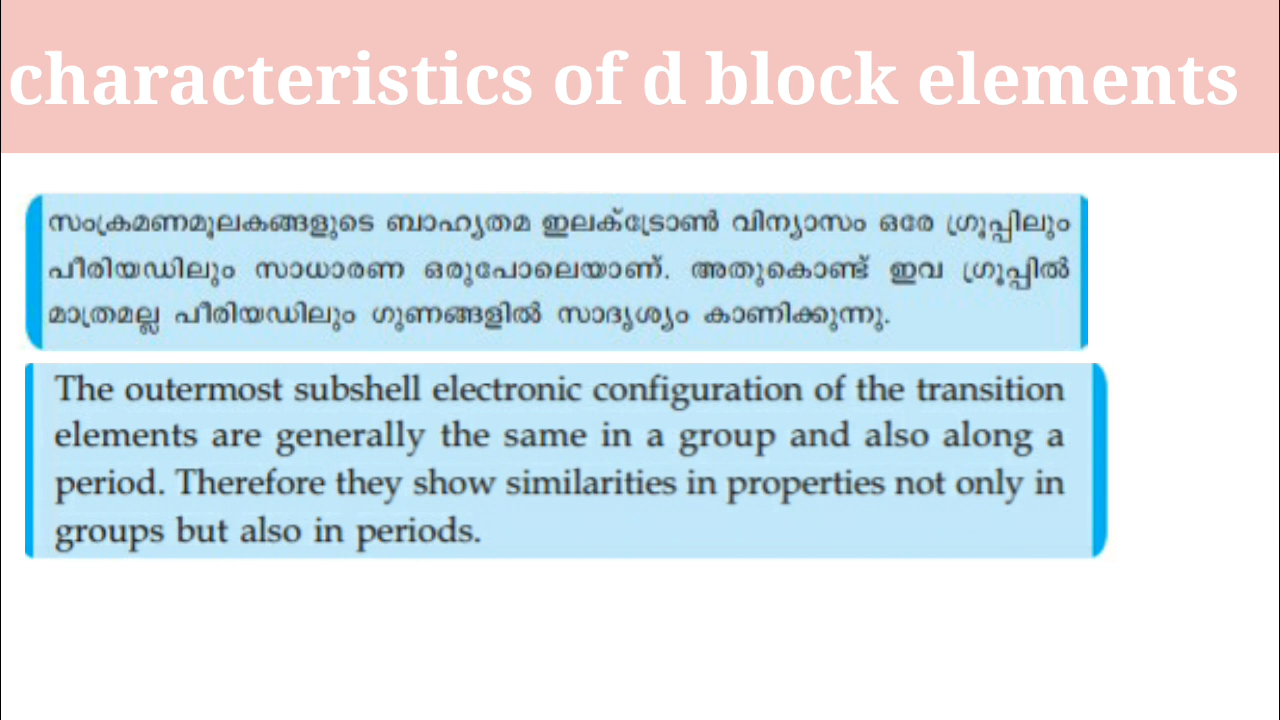 characteristics of d block elements
സംക്രമണമൂലകങ്ങളുടെ ബാഹ്യതമ ഇലക്ട്രോൺ വിന്യാസം ഒരേ ഗ്രൂപ്പിലും
പീരിയഡിലും സാധാരണ ഒരുപോലെയാണ്. അതുകൊണ്ട് ഇവ ഗ്രൂപ്പിൽ
മാത്രമല്ല പീരിയഡിലും ഗുണങ്ങളിൽ സാദൃശ്യം കാണിക്കുന്നു.
The outermost subshell electronic configuration of the transition
elements are generally the same in a group and also along a
period. Therefore they show similarities in properties not only in
groups but also in periods.